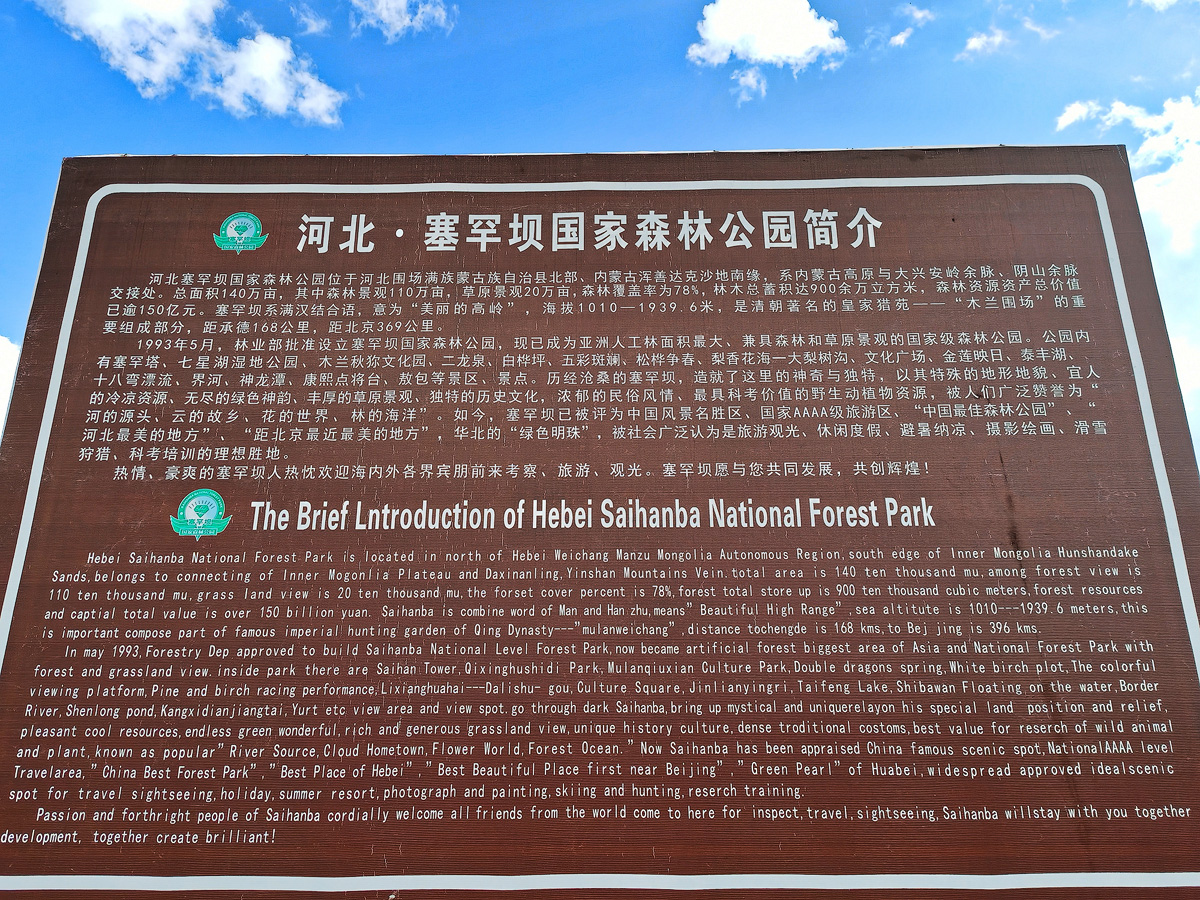 河北·塞罕坝国家森林公园简介
河北塞罕坝国家森林公园位于河北围场满族蒙古族自治县北部、内蒙古浑善达克沙地南缘，系内蒙古高原与大兴安岭余脉、阴山余脉
交接处。总面积140万亩，其中森林景观110万亩，草原景观20万亩，森林覆盖率为78%，林木总蓄积达900余万立方米，森林资源资产总价值
已逾150亿元。塞罕坝系满汉结合语，意为“美丽的高岭”，海拔1010—1939.6米，是清朝著名的皇家猎苑——“木兰围场”的重
要组成部分，距承德168公里，距北京369公里。
1993年5月，林业部批准设立塞罕坝国家森林公园，现已成为亚洲人工林面积最大、兼具森林和草原景观的国家级森林公园。公园内
有塞罕塔、七星湖湿地公园、木兰秋狝文化园、二龙泉、白桦坪、五彩斑斓、松桦争春、梨香花海一大梨树沟、文化广场、金莲映日、泰丰湖、
十八弯漂流、界河、神龙潭、康熙点将台、敖包等景区、景点。历经沧桑的塞罕坝，造就了这里的神奇与独特，以其特殊的地形地貌、宜人
的冷凉资源、无尽的绿色神韵、丰厚的草原景观、独特的历史文化，浓郁的民俗风情、最具科考价值的野生动植物资源，被人们广泛赞誉为“
河的源头、云的故乡、花的世界、林的海洋”。如今，塞罕坝已被评为中国风景名胜区、国家AAAA级旅游区、“中国最佳森林公园”、“
河北最美的地方”、“距北京最近最美的地方”，华北的“绿色明珠”，被社会广泛认为是旅游观光、休闲度假、避暑纳凉、摄影绘画、滑雪
狩猎、科考培训的理想胜地。
热情、豪爽的塞罕坝人热忱欢迎海内外各界宾朋前来考察、旅游、观光。塞罕坝愿与您共同发展，共创辉煌！
The Brief Lntroduction of Hebei Saihanba National Forest Park
Hebei Saihanba National Forest Park is located in north of Hebei Weichang Manzu Mongolia Autonomous Region,south edge of Inner Mongolia Hunshandake
Sands,belongs to connecting of Inner Mogonlia Plateau and Daxinanling,Yinshan Mountains Vein.total area is 140 ten thousand mu,among forest view is
110 ten thousand mu,grass land view is 20 ten thousand mu,the forset cover percent is 78%,forest total store up is 900 ten thousand cubic meters,forest resources
and captial total value is over 150 billion yuan. Saihanba is combine word of Man and Han zhu,means" Beautiful High Range",sea altitute is 1010---1939.6 meters,this
is important compose part of famous imperial hunting garden of Qing Dynasty---"mulanweichang",distance tochengde is 168 kms,to Bej jing is 396 kms.
In may 1993,Forestry Dep approved to build Saihanba National Level Forest Park,now became artificial forest biggest area of Asia and National Forest Park with
forest and grassland view.inside park there are Saihan Tower,Qixinghushidi Park,Mulanqiuxian Culture Park,Double dragons spring,White birch plot,The colorful
viewing platform,Pine and birch racing performance,Lixianghuahai---Dalishu- gou,Culture Square,Jinlianyingri,Taifeng Lake,Shibawan Floating on the water,Border
River,Shenlong pond,Kangxidianjiangtai,Yurt etc view area and view spot.go through dark Saihanba,bring up mystical and uniquerelayon his special land position and relief,
pleasant cool resources,endless green wonderful,rich and generous grassland view,unique history culture,dense traditional costoms,best value for reserch of wild animal
and plant,known as popular" River Source,Cloud Hometown,Flower World,Forest Ocean." Now Saihanba has been appraised China famous scenic spot,NationalAAAA level
Travelarea," China Best Forest Park"," Best Place of Hebei"," Best Beautiful Place first near Beijing"," Green Pearl" of Huabei,widespread approved idealscenic
spot for travel sightseeing,holiday,summer resort,photograph and painting,skiing and hunting,reserch training.
Passion and forthright people of Saihanba cordially welcome all friends from the world come to here for inspect,travel,sightseeing,Saihanba willstay with you together
development, together create brilliant!